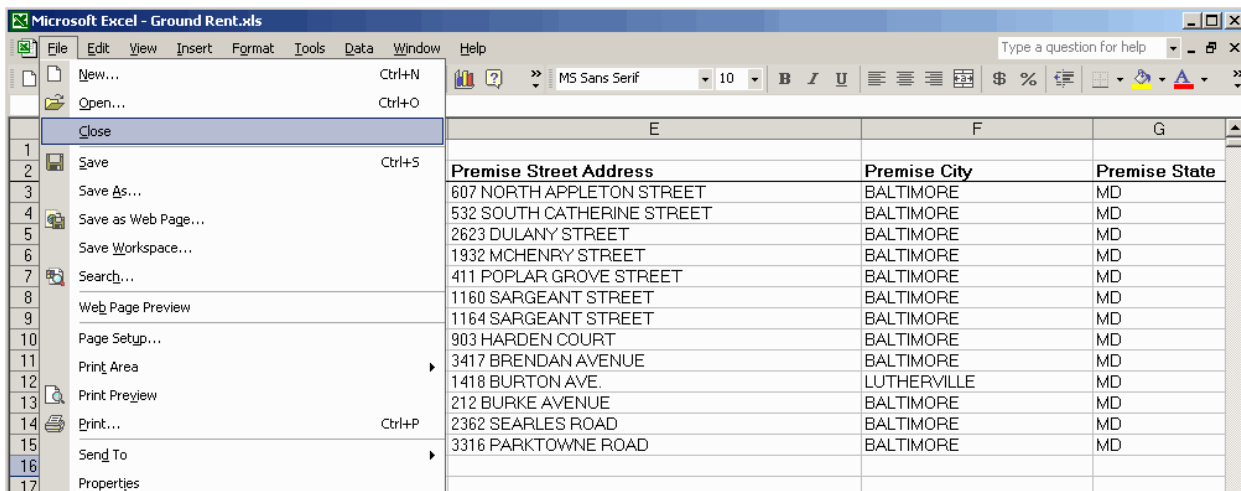 Microsoft Excel - Ground Rent.xls
File Edit View Insert Format Tools Data Window Help Type a question for help
MS Sans Serif 10 B I U $ %
New... Ctrl+N
Open... Ctrl+O
Close
Save Ctrl+S
Save As...
Save as Web Page...
Save Workspace...
Search...
Web Page Preview
Page Setup...
Print Area
Print Preview
Print... Ctrl+P
Send To
Properties
E F G
1
2 Premise Street Address Premise City Premise State
3 607 NORTH APPLETON STREET BALTIMORE MD
4 532 SOUTH CATHERINE STREET BALTIMORE MD
5 2623 DULANY STREET BALTIMORE MD
6 1932 MCHENRY STREET BALTIMORE MD
7 411 POPLAR GROVE STREET BALTIMORE MD
8 1160 SARGEANT STREET BALTIMORE MD
9 1164 SARGEANT STREET BALTIMORE MD
10 903 HARDEN COURT BALTIMORE MD
11 3417 BRENDAN AVENUE BALTIMORE MD
12 1418 BURTON AVE. LUTHERVILLE MD
13 212 BURKE AVENUE BALTIMORE MD
14 2362 SEARLES ROAD BALTIMORE MD
15 3316 PARKTOWNE ROAD BALTIMORE MD
16
17